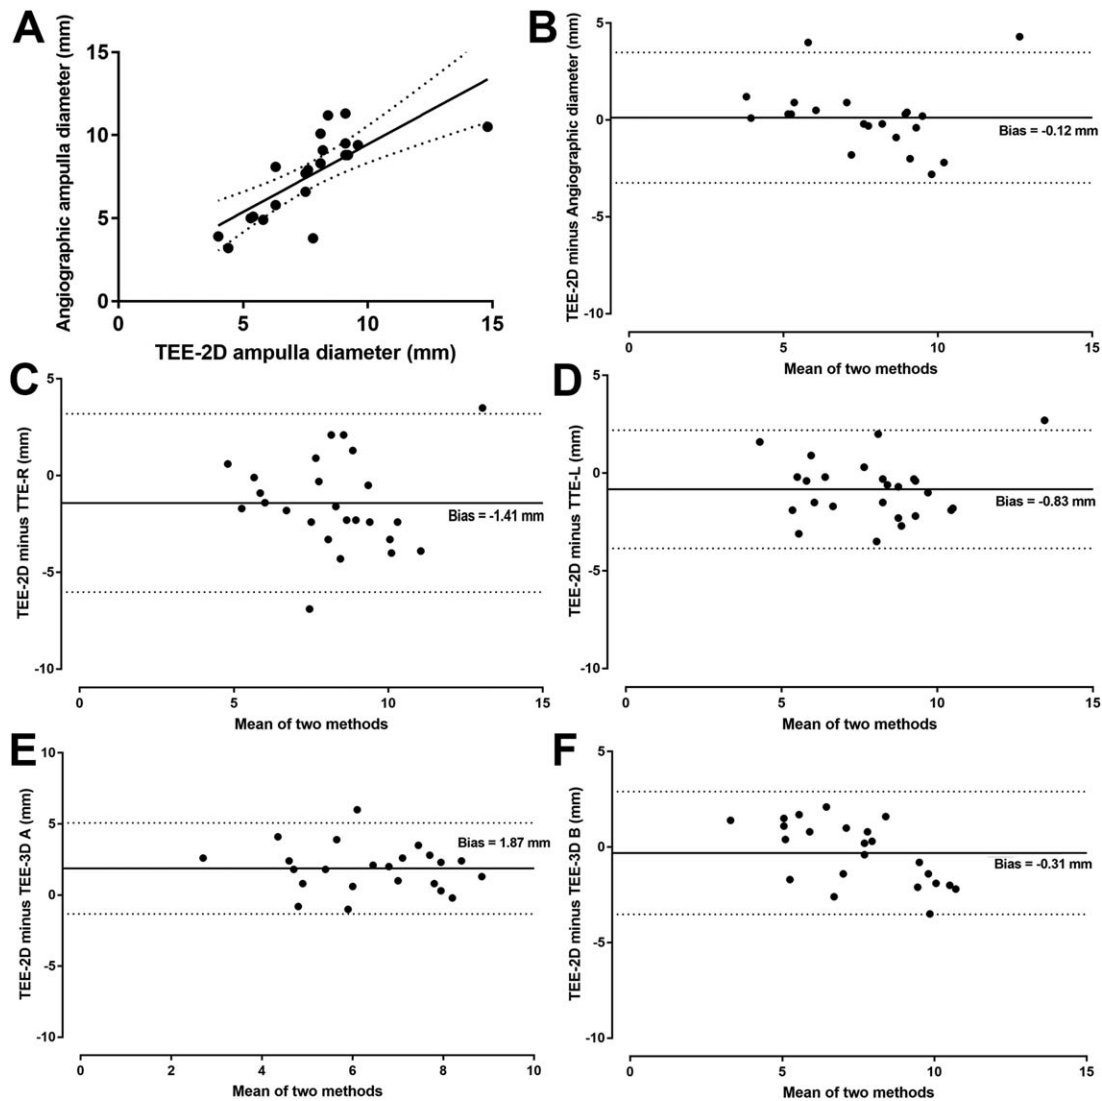 A
Angiographic ampulla diameter (mm)
15
10
5
0
0 5 10 15
TEE-2D ampulla diameter (mm)
B
TEE-2D minus Angiographic diameter (mm)
5
0
-5
-10
Bias = -0.12 mm
0 5 10 15
Mean of two methods
C
TEE-2D minus TTE-R (mm)
5
0
-5
-10
Bias = -1.41 mm
0 5 10 15
Mean of two methods
D
TEE-2D minus TTE-L (mm)
5
0
-5
-10
Bias = -0.83 mm
0 5 10 15
Mean of two methods
E
TEE-2D minus TEE-3D A (mm)
10
5
0
-5
-10
Bias = 1.87 mm
0 2 4 6 8 10
Mean of two methods
F
TEE-2D minus TEE-3D B (mm)
5
0
-5
-10
Bias = -0.31 mm
0 5 10 15
Mean of two methods